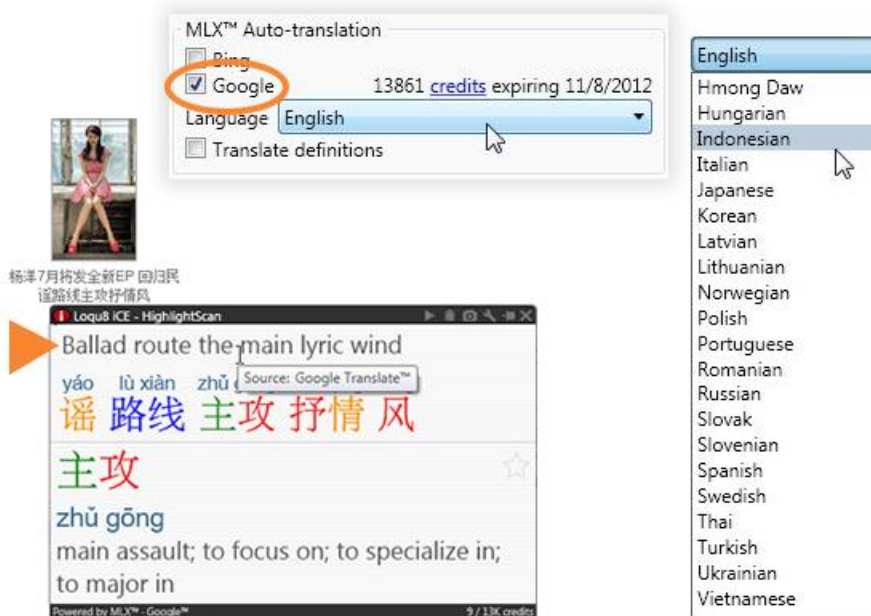 MLX™ Auto-translation
Bing
Google
13861 credits expiring 11/8/2012
Language English
Translate definitions
杨洋7月将发全新EP 回归民
谣路线主攻抒情风
Loqu8 iCE - HighlightScan
Ballad route the main lyric wind
Source: Google Translate™
yáo lù xiàn zhǔ
谣 路线 主攻 抒情 风
主攻
zhǔ gōng
main assault; to focus on; to specialize in;
to major in
Powered by MLX™ - Google™
9 / 13K credits
English
Hmong Daw
Hungarian
Indonesian
Italian
Japanese
Korean
Latvian
Lithuanian
Norwegian
Polish
Portuguese
Romanian
Russian
Slovak
Slovenian
Spanish
Swedish
Thai
Turkish
Ukrainian
Vietnamese